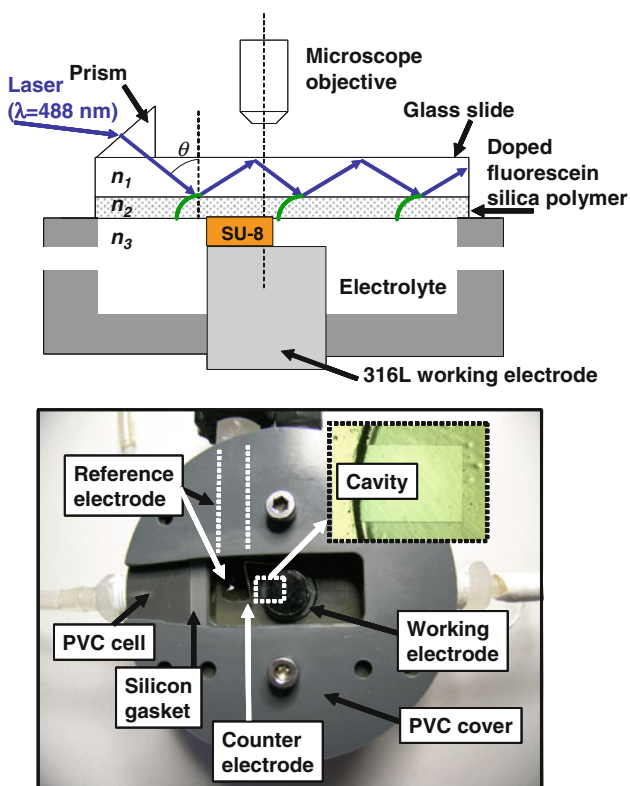 Microscope
objective
Prism
Laser
(λ=488 nm)
Glass slide
θ
Doped
fluorescein
silica polymer
n1
n2
n3
SU-8
Electrolyte
316L working electrode
Reference
electrode
Cavity
PVC cell
Working
electrode
Silicon
gasket
PVC cover
Counter
electrode